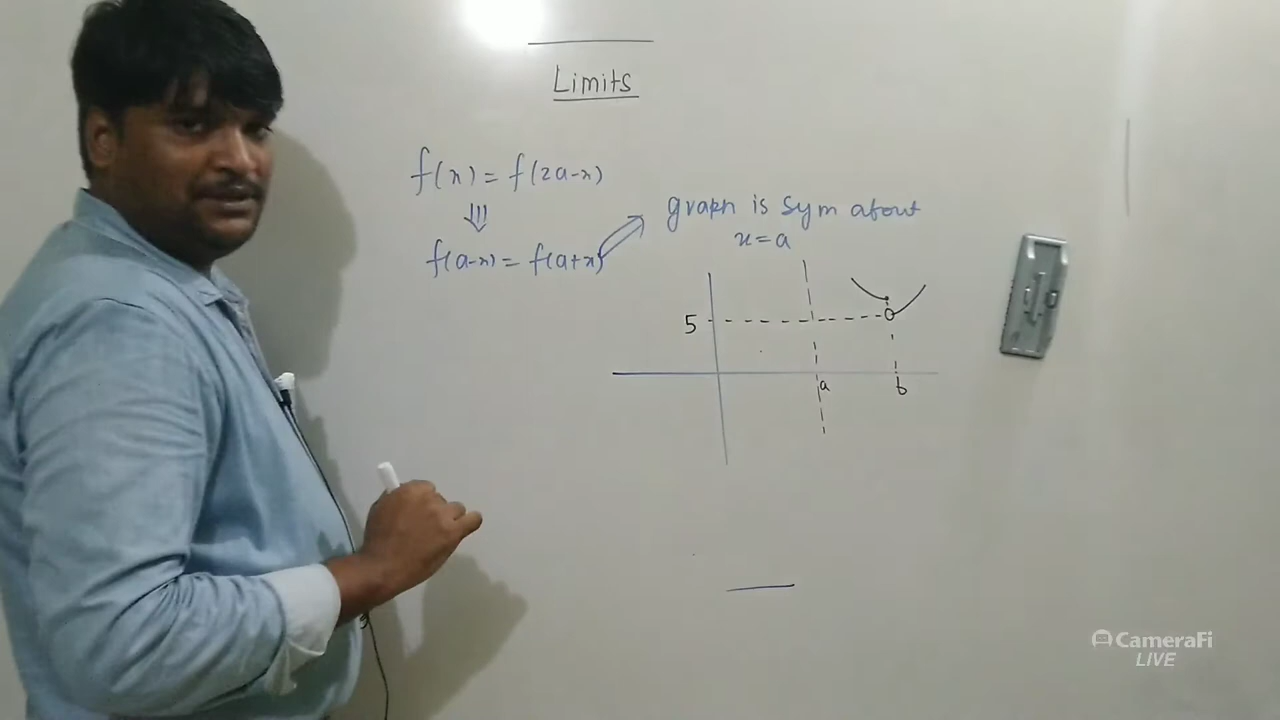 Limits
f(x) = f(2a-x)
f(a-x) = f(a+x)
graph is sym about
x=a
5
a
b
CameraFi
LIVE